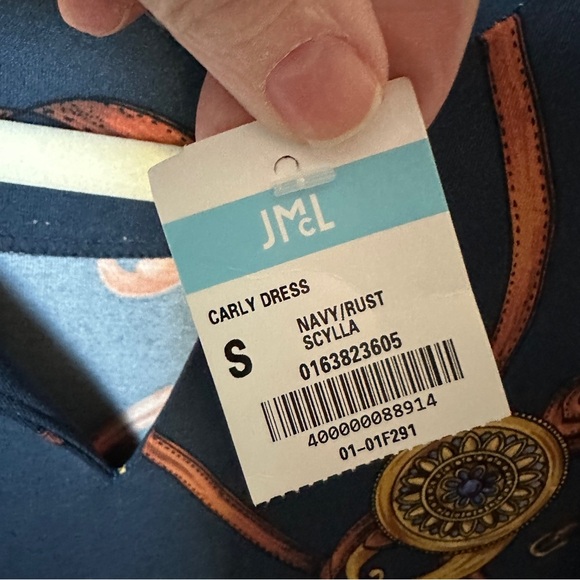 JMcL
CARLY DRESS
S
NAVY/RUST
SCYLLA
0163823605
400000088914
01-01F291